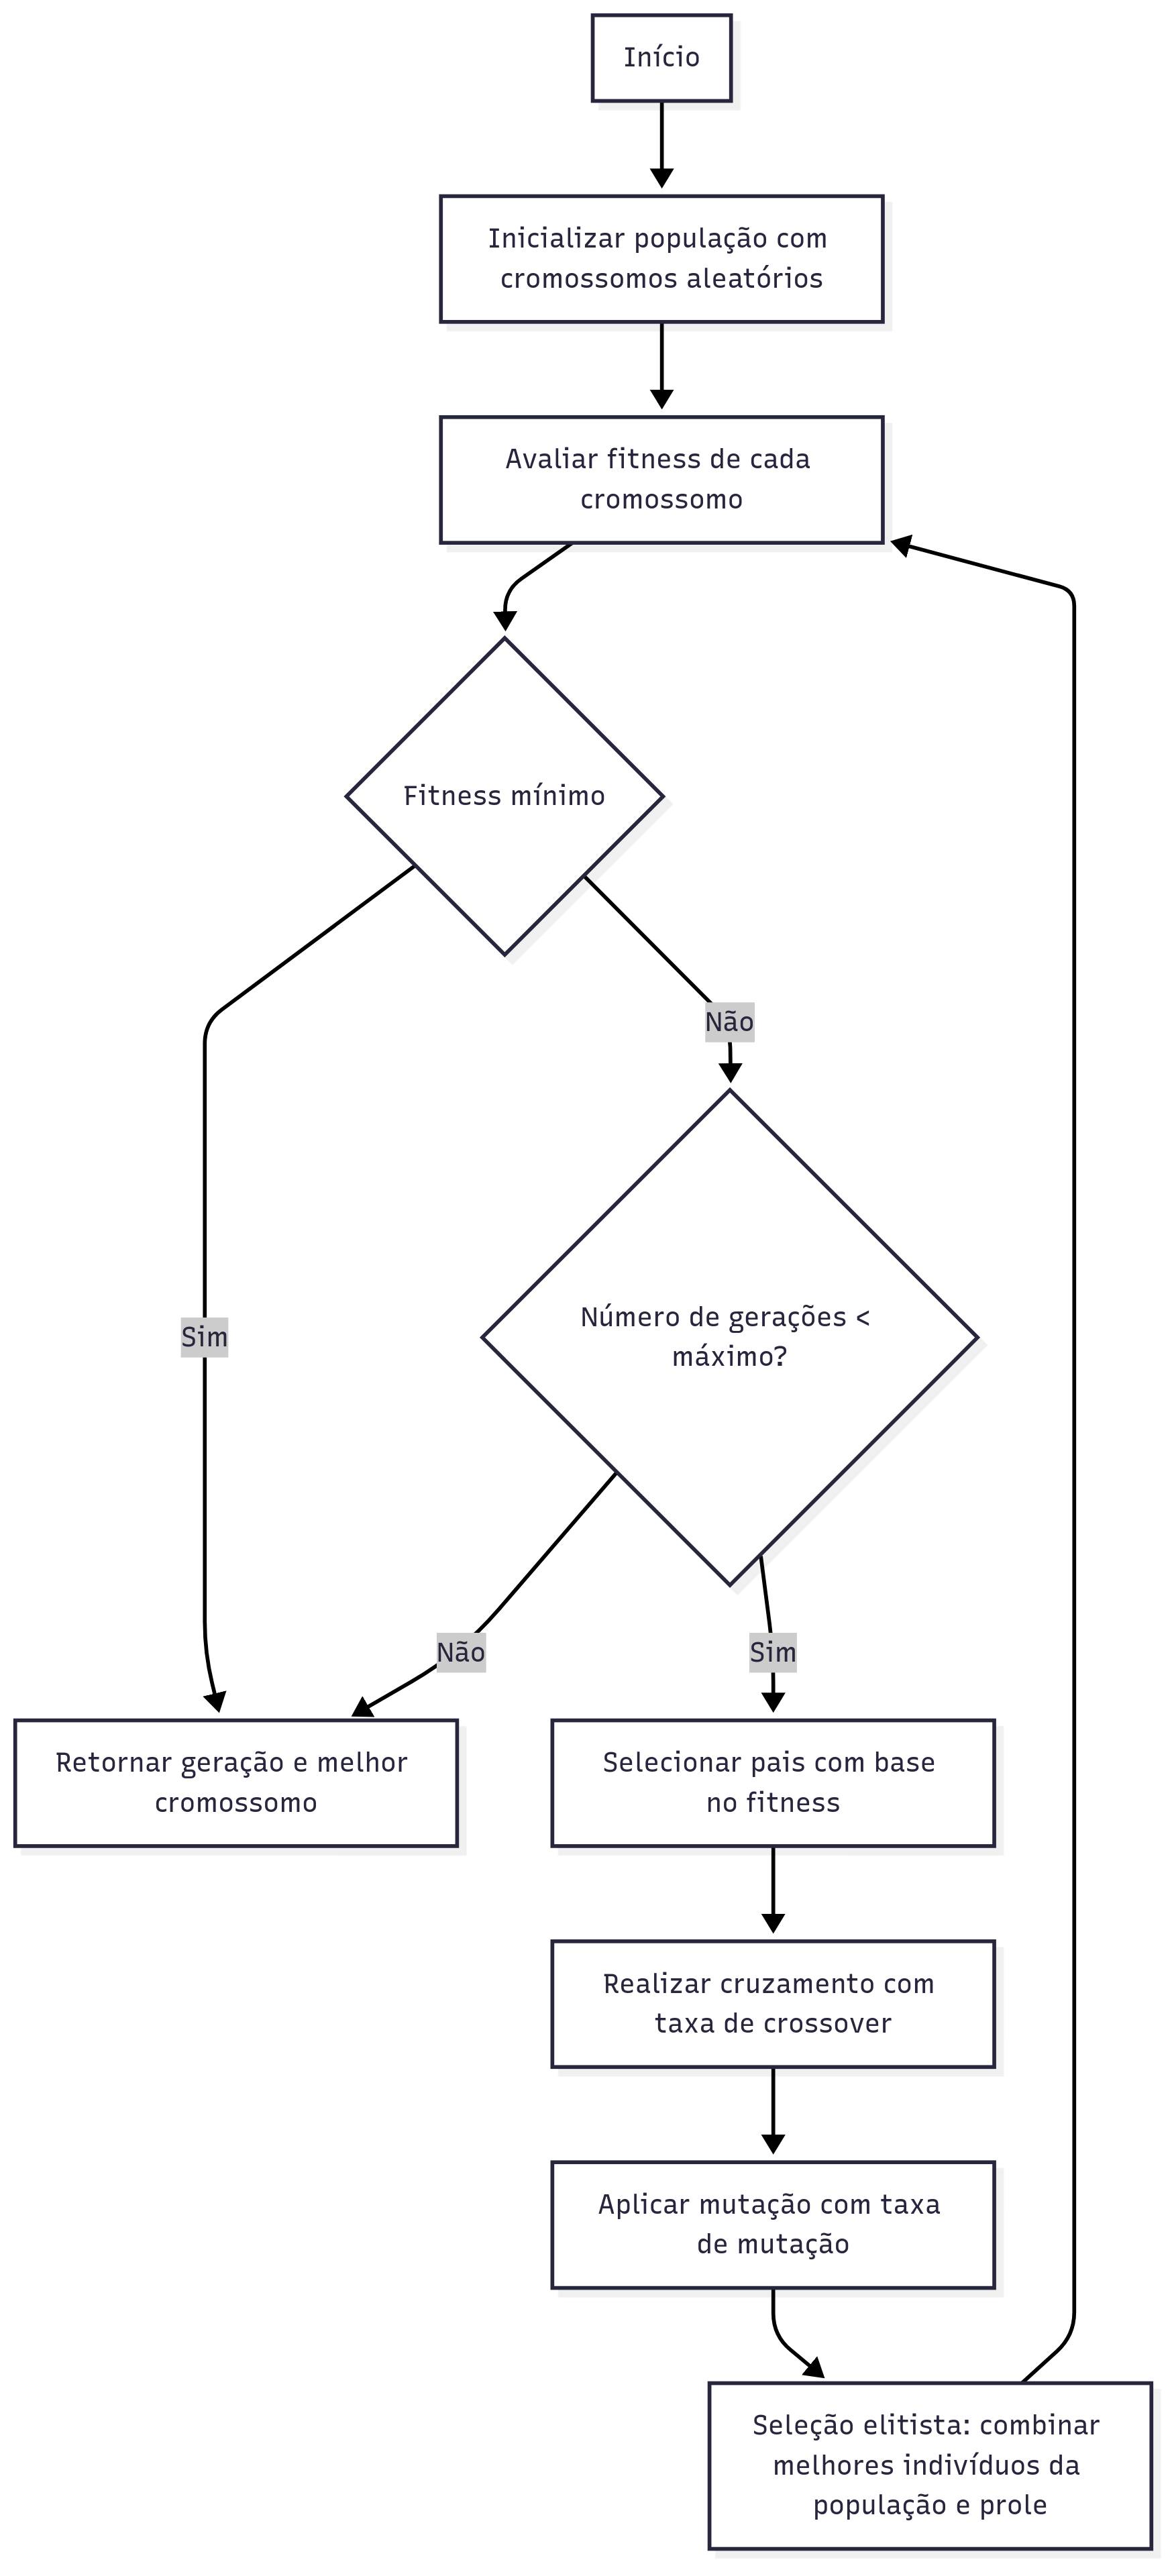 Início
Inicializar população com
cromossomos aleatórios
Avaliar fitness de cada
cromossomo
Fitness mínimo
Não
Número de gerações <
máximo?
Sim
Não
Sim
Retornar geração e melhor
cromossomo
Selecionar pais com base
no fitness
Realizar cruzamento com
taxa de crossover
Aplicar mutação com taxa
de mutação
Seleção elitista: combinar
melhores indivíduos da
população e prole